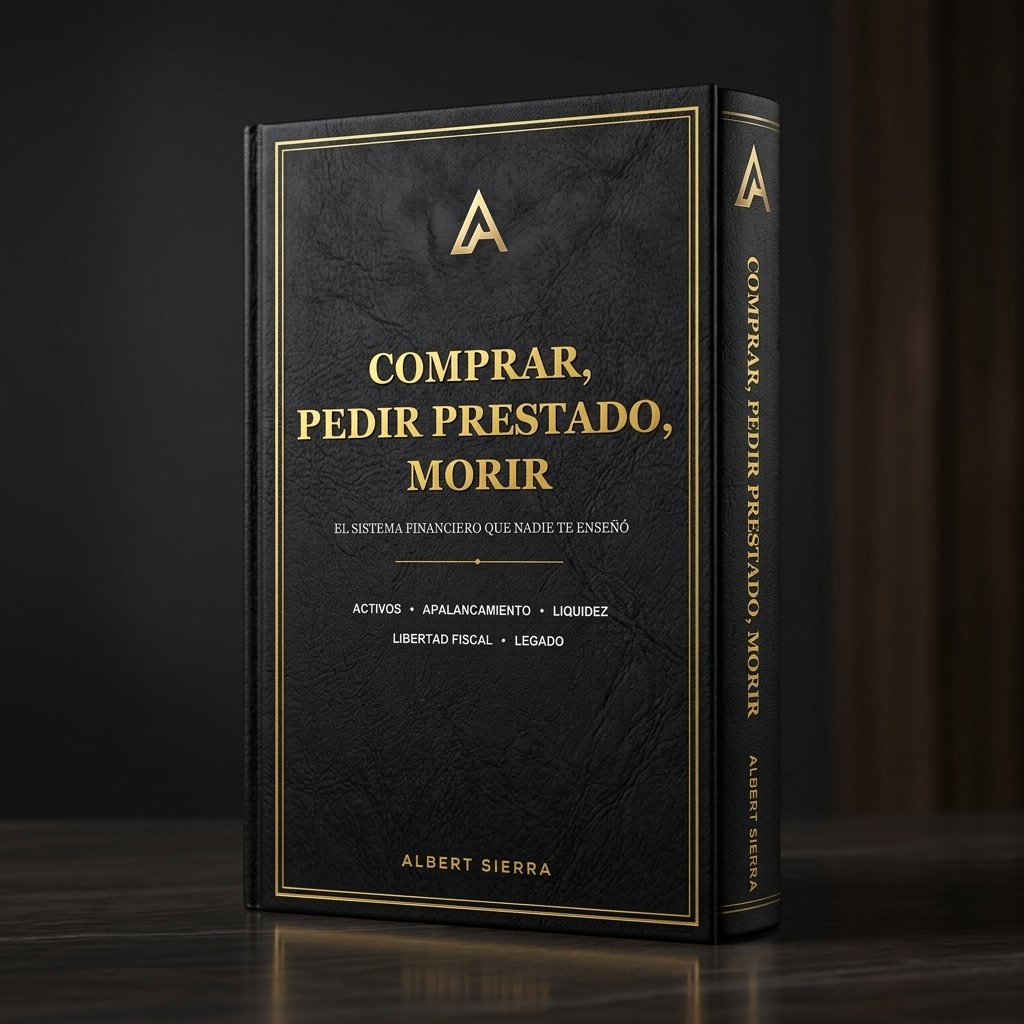 COMPRAR,
PEDIR PRESTADO,
MORIR
EL SISTEMA PINANCIERO QUE NADIE TE ENSEÑÓ
ACTIVOS • APALANCAMIENTO • LIQUIDEZ
LIBERTAD FISCAL • LEGADO
ALBERT SIERRA
COMPRAR, PEDIR PRESTADO, MORIR
ALBERT SIERRA